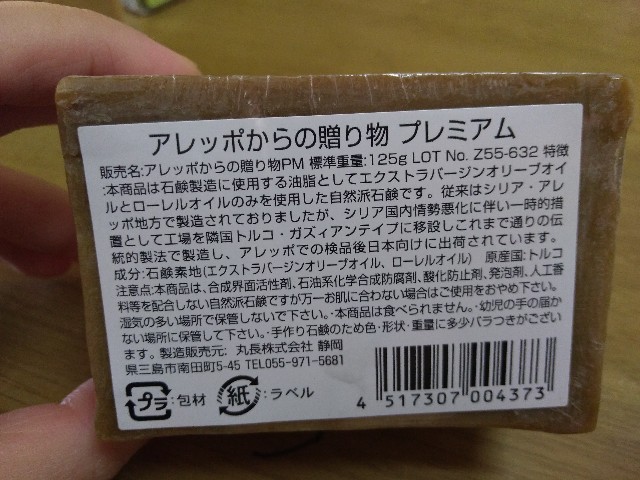 アレッポからの贈り物 プレミアム
販売名:アレッポからの贈り物PM 標準重量:125g LOT No. Z55-632 特徴
:本商品は石鹸製造に使用する油脂としてエクストラバージンオリーブオイ
ルとローレルオイルのみを使用した自然派石鹸です。従来はシリア・アレ
ッポ地方で製造されておりましたが、シリア国内情勢悪化に伴い一時的措
置として工場を隣国トルコ・ガズィアンテイプに移設しこれまで通りの伝
統的製法で製造し、アレッポでの検品後日本向けに出荷されています。
成分:石鹸素地(エクストラバージンオリーブオイル、ローレルオイル) 原産国:トルコ
注意点:本商品は、合成界面活性剤、石油系化学合成防腐剤、酸化防止剤、発泡剤、人工香
料等を配合しない自然派石鹸ですが万一お肌に合わない場合はご使用をおやめ下さい。・
湿気の多い場所で保管しないで下さい。・本商品は食べられません。・幼児の手の届か
ない場所に保管して下さい。・手作り石鹸のため色・形状・重量に多少バラつきがござい
ます。製造販売元: 丸長株式会社 静岡
県三島市南田町5-45 TEL055-971-5681
プラ:包材 紙:ラベル
4 517307 004373